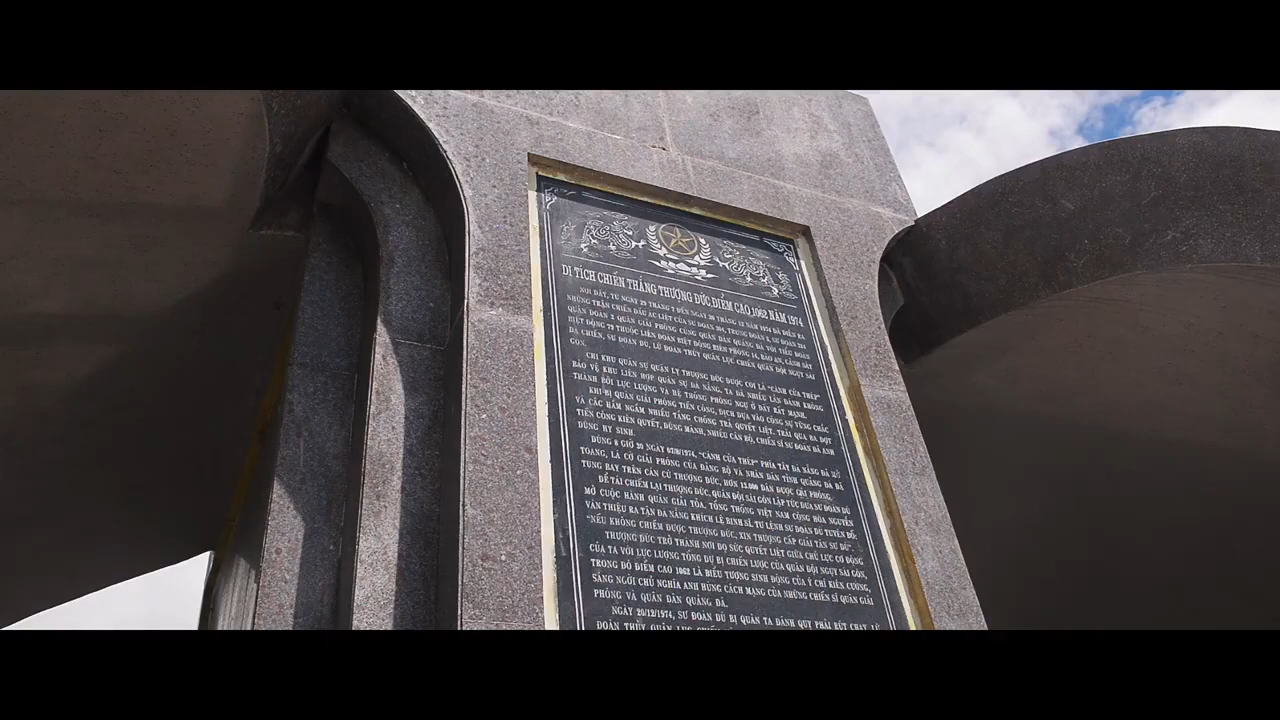 DI TÍCH CHIẾN THẮNG THƯỢNG ĐỨC, ĐIỂM CAO 1062 NĂM 1974
NƠI ĐÂY, TỪ NGÀY 29 THÁNG 7 ĐẾN NGÀY 20 THÁNG 12 NĂM 1974 ĐÃ DIỄN RA
NHỮNG TRẬN CHIẾN ĐẤU ÁC LIỆT CỦA SƯ ĐOÀN 304, TRUNG ĐOÀN 3, SƯ ĐOÀN 324
QUÂN ĐOÀN 2 QUÂN GIẢI PHÓNG CÙNG QUÂN DÂN QUẢNG ĐÀ VỚI TIỂU ĐOÀN
BIỆT ĐỘNG 79 THUỘC LIÊN ĐOÀN BIỆT ĐỘNG BIÊN PHÒNG 14, BẢO AN, CẢNH SÁT
DÃ CHIẾN, SƯ ĐOÀN DÙ, LỮ ĐOÀN THỦY QUÂN LỤC CHIẾN QUÂN ĐỘI NGỤY SÀI
GÒN.
CHI KHU QUÂN SỰ QUẬN LỴ THƯỢNG ĐỨC ĐƯỢC COI LÀ "CÁNH CỬA THÉP"
BẢO VỆ KHU LIÊN HỢP QUÂN SỰ ĐÀ NẴNG. TA ĐÃ NHIỀU LẦN ĐÁNH KHÔNG
THÀNH BỞI LỰC LƯỢNG VÀ HỆ THỐNG PHÒNG NGỰ Ở ĐÂY RẤT MẠNH.
KHI BỊ QUÂN GIẢI PHÓNG TIẾN CÔNG, ĐỊCH DỰA VÀO CÔNG SỰ VỮNG CHẮC
VÀ CÁC HẦM NGẦM NHIỀU TẦNG CHỐNG TRẢ QUYẾT LIỆT. TRẢI QUA BA ĐỢT
TIẾN CÔNG KIÊN QUYẾT, DŨNG MÃNH, NHIỀU CÁN BỘ, CHIẾN SĨ SƯ ĐOÀN ĐÃ ANH
DŨNG HY SINH.
ĐÚNG 8 GIỜ 30 NGÀY 07/8/1974, "CÁNH CỬA THÉP" PHÍA TÂY ĐÀ NẴNG ĐÃ MỞ
TOANG, LÁ CỜ GIẢI PHÓNG CỦA ĐẢNG BỘ VÀ NHÂN DÂN TỈNH QUẢNG ĐÀ ĐÃ
TUNG BAY TRÊN CĂN CỨ THƯỢNG ĐỨC, HƠN 13.000 DÂN ĐƯỢC GIẢI PHÓNG.
ĐỂ TÁI CHIẾM LẠI THƯỢNG ĐỨC, QUÂN ĐỘI SÀI GÒN LẬP TỨC ĐƯA SƯ ĐOÀN DÙ
MỞ CUỘC HÀNH QUÂN GIẢI TỎA. TỔNG THỐNG VIỆT NAM CỘNG HÒA NGUYỄN
VĂN THIỆU RA TẬN ĐÀ NẴNG KHÍCH LỆ BINH SĨ. TƯ LỆNH SƯ ĐOÀN DÙ TUYÊN BỐ:
"NẾU KHÔNG CHIẾM ĐƯỢC THƯỢNG ĐỨC, XIN THƯỢNG CẤP GIẢI TÁN SƯ DÙ".
THƯỢNG ĐỨC TRỞ THÀNH NƠI ĐỌ SỨC QUYẾT LIỆT GIỮA CHỦ LỰC CƠ ĐỘNG
CỦA TA VỚI LỰC LƯỢNG TỔNG DỰ BỊ CHIẾN LƯỢC CỦA QUÂN ĐỘI NGỤY SÀI GÒN,
TRONG ĐÓ ĐIỂM CAO 1062 LÀ BIỂU TƯỢNG SINH ĐỘNG CỦA Ý CHÍ KIÊN CƯỜNG,
SÁNG NGỜI CHỦ NGHĨA ANH HÙNG CÁCH MẠNG CỦA NHỮNG CHIẾN SĨ QUÂN GIẢI
PHÓNG VÀ QUÂN DÂN QUẢNG ĐÀ.
NGÀY 20/12/1974, SƯ ĐOÀN DÙ BỊ QUÂN TA ĐÁNH QUỴ PHẢI RÚT CHẠY, LỮ
ĐOÀN THỦY QUÂN LỤC